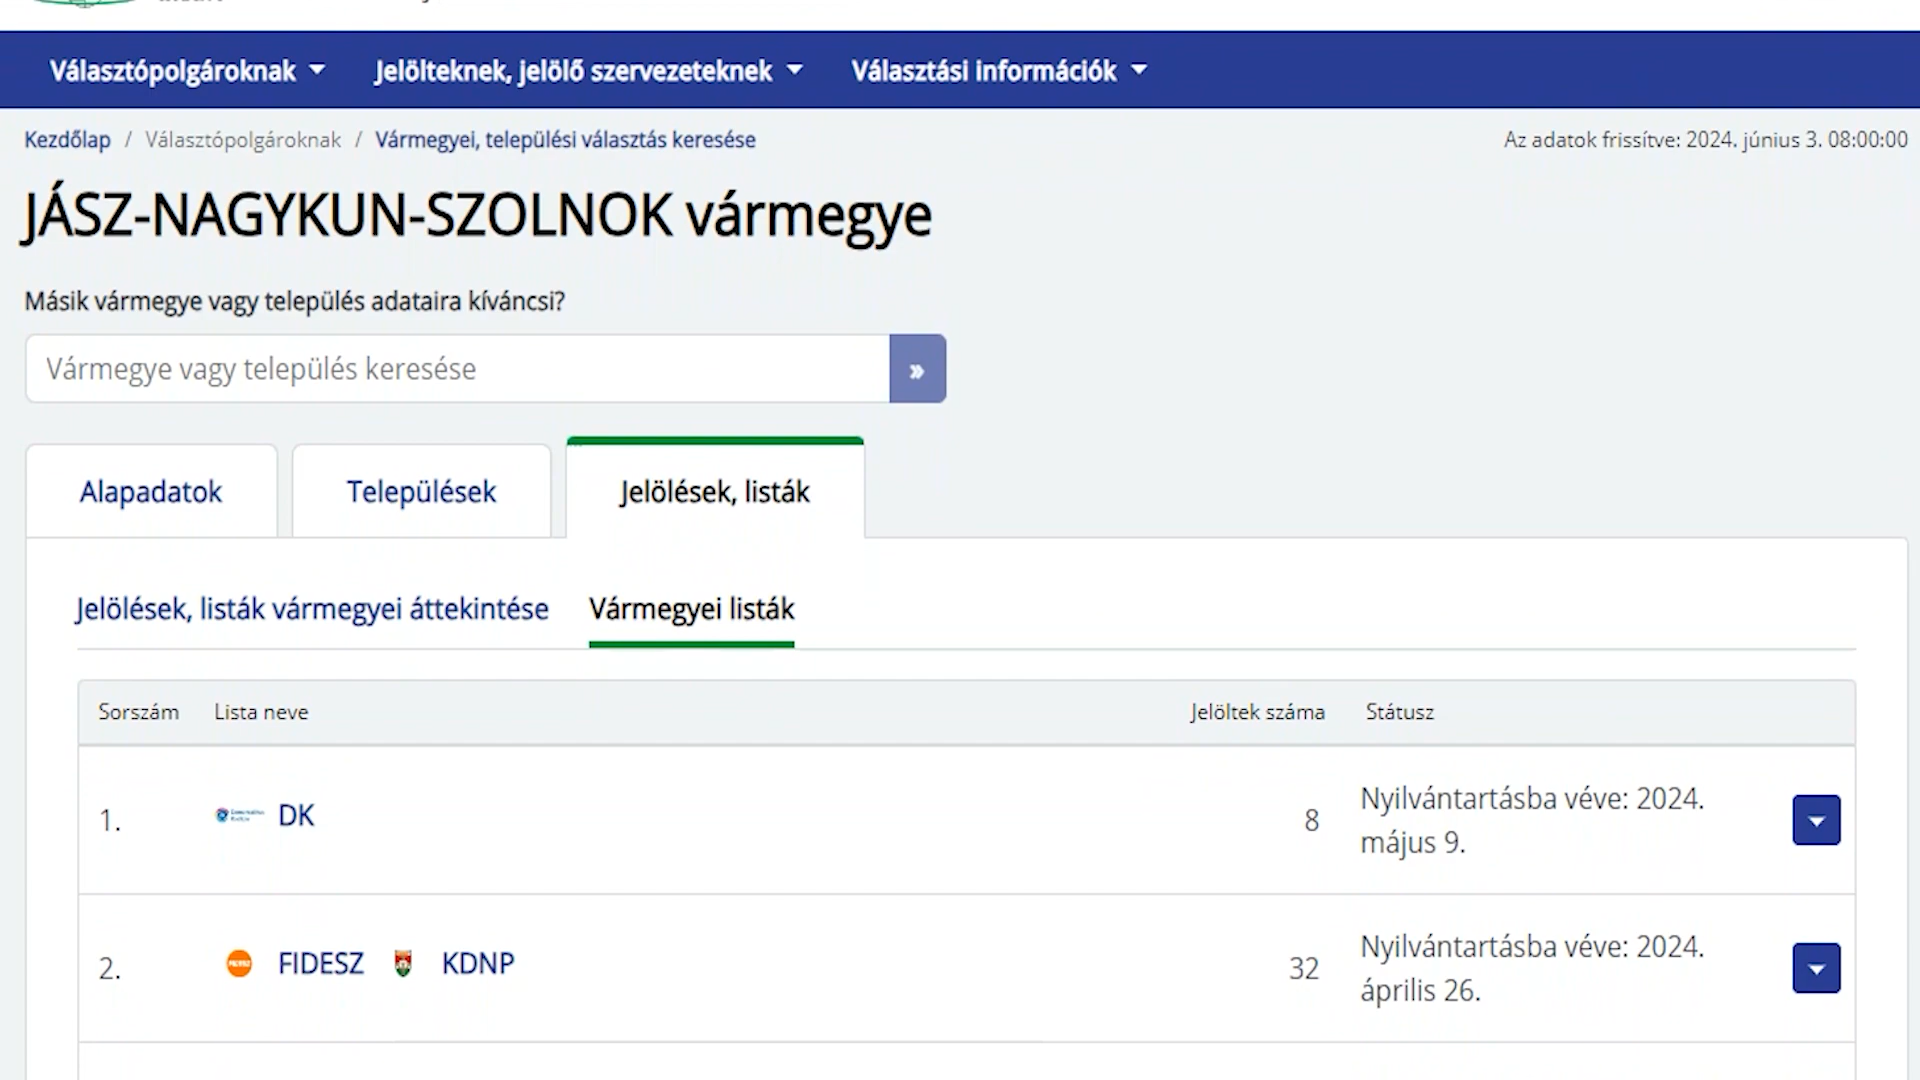 Választópolgároknak Jelölteknek, jelölő szervezeteknek Választási információk
Kezdőlap / Választópolgároknak / Vármegyei, települési választás keresése
Az adatok frissítve: 2024. június 3. 08:00:00
JÁSZ-NAGYKUN-SZOLNOK vármegye
Másik vármegye vagy település adataira kíváncsi?
Vármegye vagy település keresése »
Alapadatok Települések Jelölések, listák
Jelölések, listák vármegyei áttekintése Vármegyei listák
Sorszám Lista neve Jelöltek száma Státusz
1. DK 8 Nyilvántartásba véve: 2024.
május 9.
2. FIDESZ KDNP 32 Nyilvántartásba véve: 2024.
április 26.